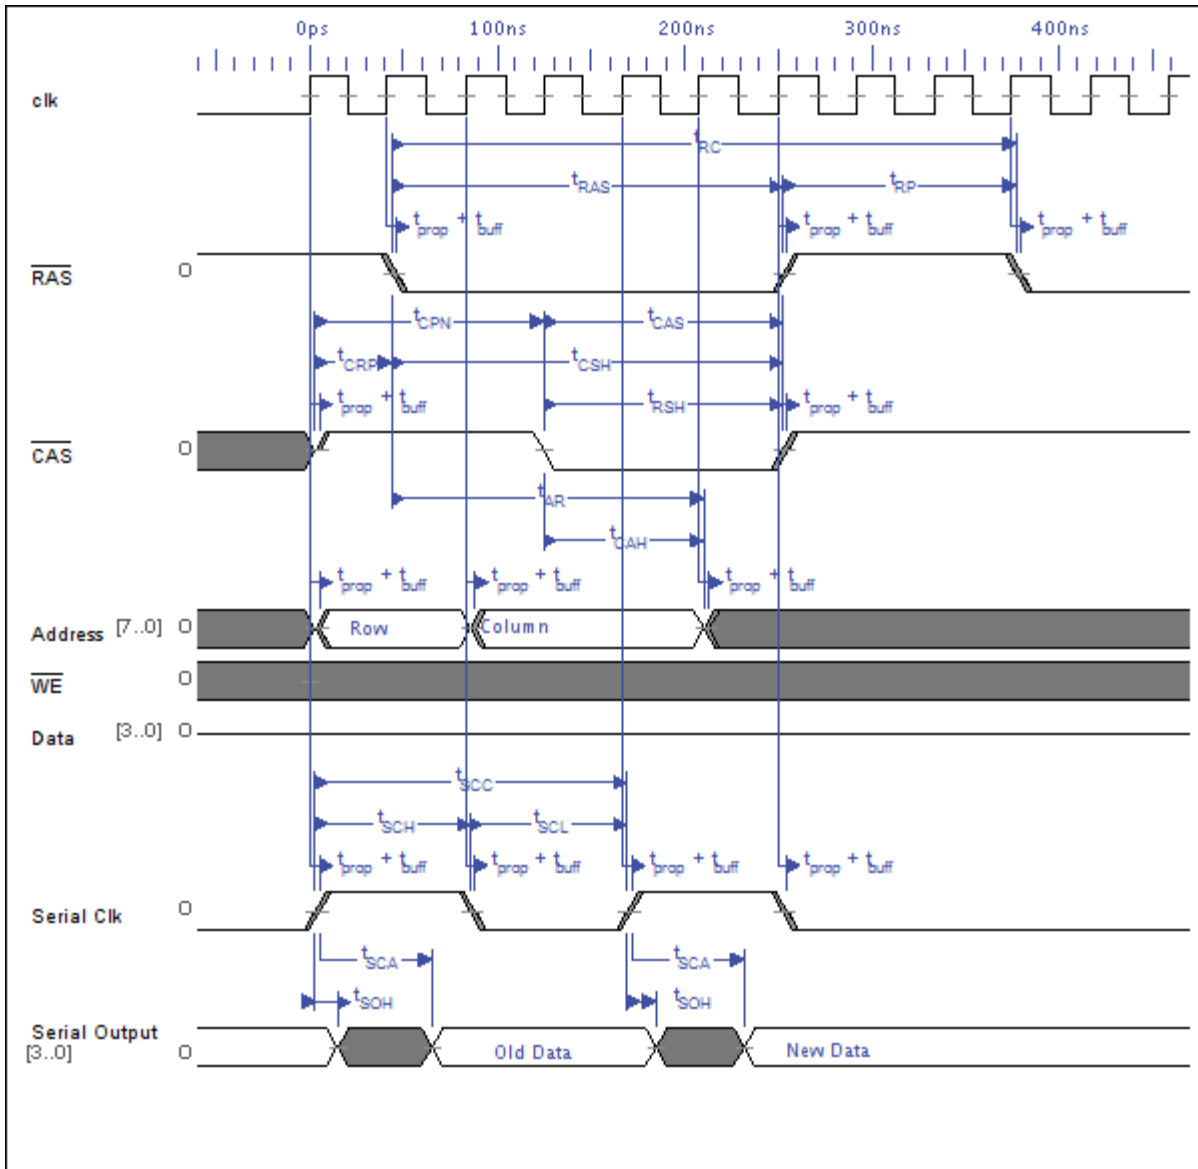 0ps 100ns 200ns 300ns 400ns
clk
tRC
tRAS tRP
tprop + tbuff tprop + tbuff tprop + tbuff
RAS 0
tCPN tCAS
tCRP tCSH
tRSH
tprop + tbuff tprop + tbuff
CAS 0
tAR
tCAH
tprop + tbuff tprop + tbuff tprop + tbuff
Address [7..0] 0 Row Column
WE 0
Data [3..0] 0
tSCC
tSCH tSCL
tprop + tbuff tprop + tbuff tprop + tbuff tprop + tbuff
Serial Clk 0
tSCA tSCA
tSOH tSOH
Serial Output
[3..0] 0 Old Data New Data